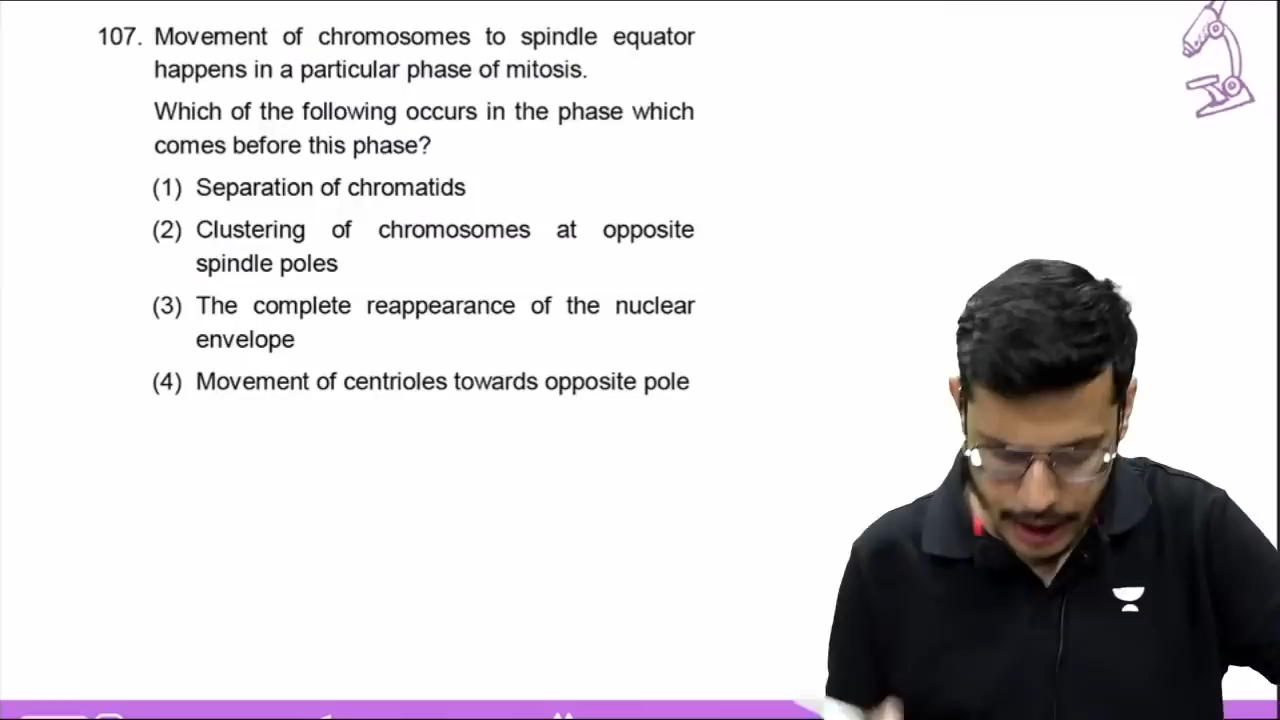 107. Movement of chromosomes to spindle equator
happens in a particular phase of mitosis.
Which of the following occurs in the phase which
comes before this phase?
(1) Separation of chromatids
(2) Clustering of chromosomes at opposite
spindle poles
(3) The complete reappearance of the nuclear
envelope
(4) Movement of centrioles towards opposite pole